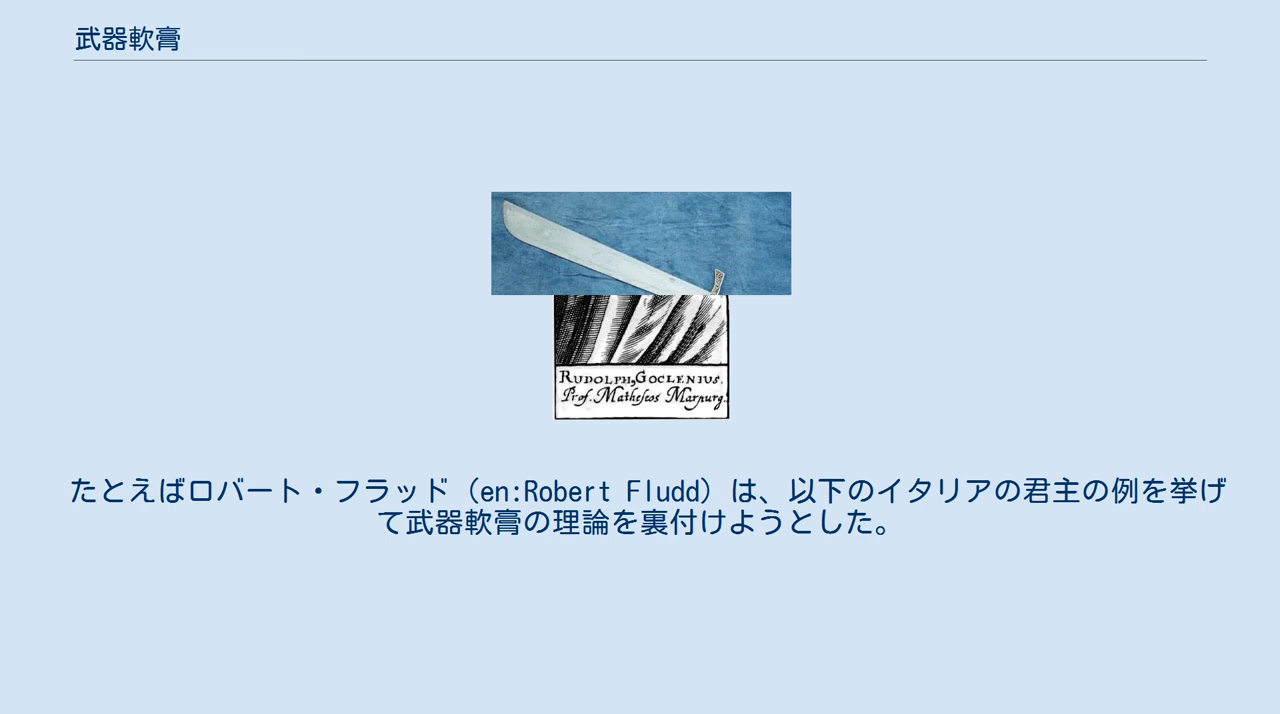 武器軟膏
RUDOLPH, GOCLENIUS.
Prof. Matheſeos Marpurg.
たとえばロバート・フラッド（en:Robert Fludd）は、以下のイタリアの君主の例を挙げ
て武器軟膏の理論を裏付けようとした。